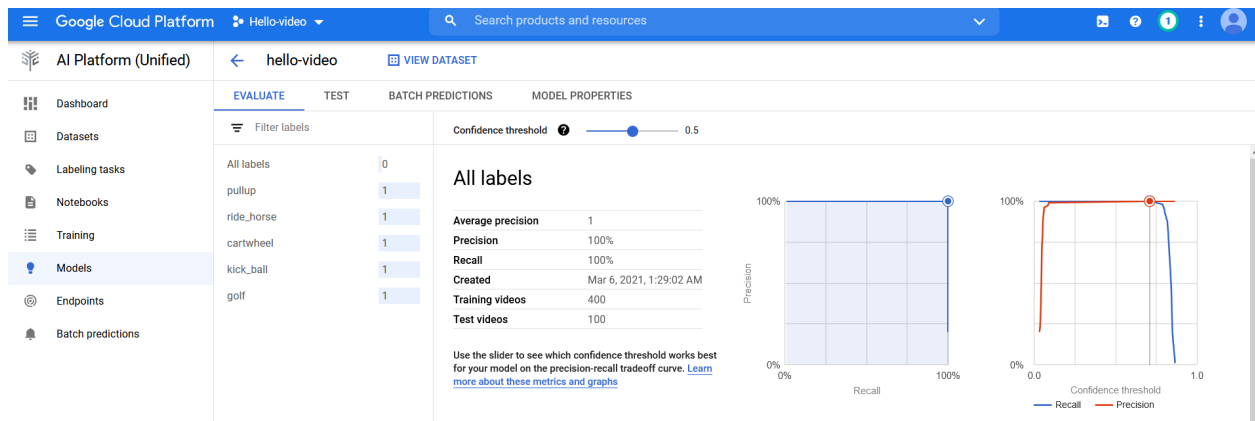 Google Cloud Platform Hello-video Search products and resources 1
AI Platform (Unified) hello-video VIEW DATASET
Dashboard
Datasets
Labeling tasks
Notebooks
Training
Models
Endpoints
Batch predictions
EVALUATE TEST BATCH PREDICTIONS MODEL PROPERTIES
Filter labels
All labels 0
pullup 1
ride_horse 1
cartwheel 1
kick_ball 1
golf 1
Confidence threshold ? 0.5
All labels
Average precision 1
Precision 100%
Recall 100%
Created Mar 6, 2021, 1:29:02 AM
Training videos 400
Test videos 100
Use the slider to see which confidence threshold works best
for your model on the precision-recall tradeoff curve. Learn
more about these metrics and graphs
100%
Precision
0%
0% 100%
Recall
100%
0%
0.0 1.0
Confidence threshold
Recall Precision